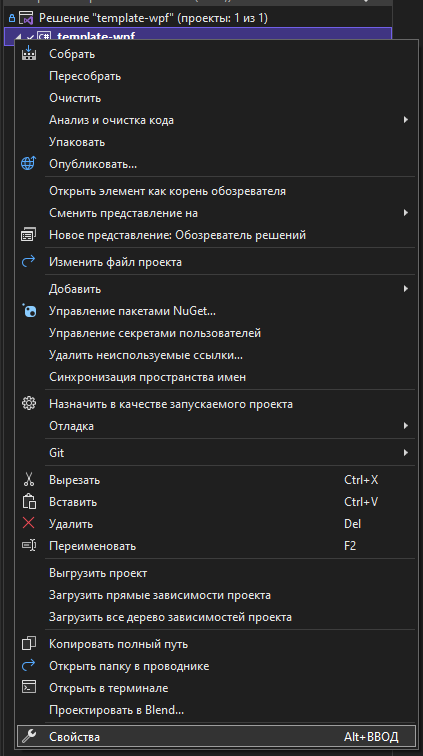 Решение "template-wpf" (проекты: 1 из 1)
C# template-wpf
Собрать
Пересобрать
Очистить
Анализ и очистка кода
Упаковать
Опубликовать...
Открыть элемент как корень обозревателя
Сменить представление на
Новое представление: Обозреватель решений
Изменить файл проекта
Добавить
Управление пакетами NuGet...
Управление секретами пользователей
Удалить неиспользуемые ссылки...
Синхронизация пространства имен
Назначить в качестве запускаемого проекта
Отладка
Git
Вырезать Ctrl+X
Вставить Ctrl+V
Удалить Del
Переименовать F2
Выгрузить проект
Загрузить прямые зависимости проекта
Загрузить все дерево зависимостей проекта
Копировать полный путь
Открыть папку в проводнике
Открыть в терминале
Проектировать в Blend...
Свойства Alt+ВВОД